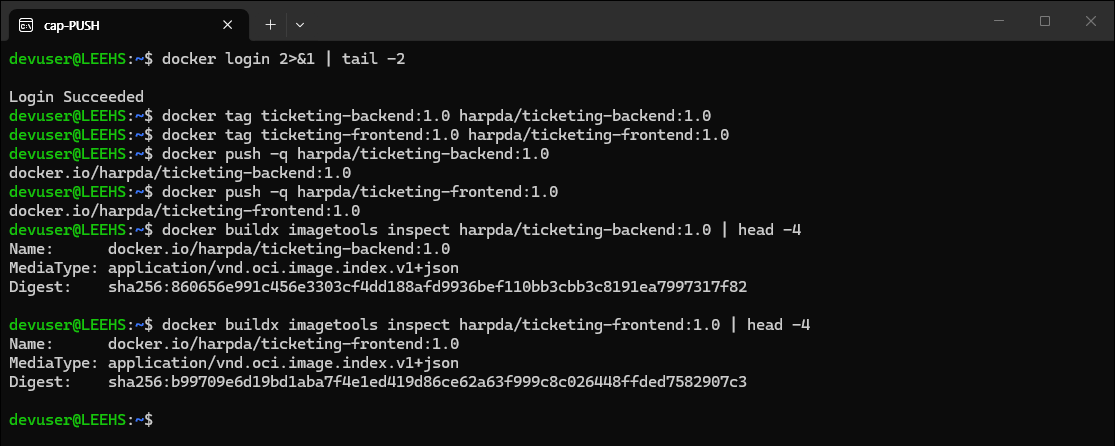 cap-PUSH
devuser@LEEHS:~$ docker login 2>&1 | tail -2
Login Succeeded
devuser@LEEHS:~$ docker tag ticketing-backend:1.0 harpda/ticketing-backend:1.0
devuser@LEEHS:~$ docker tag ticketing-frontend:1.0 harpda/ticketing-frontend:1.0
devuser@LEEHS:~$ docker push -q harpda/ticketing-backend:1.0
docker.io/harpda/ticketing-backend:1.0
devuser@LEEHS:~$ docker push -q harpda/ticketing-frontend:1.0
docker.io/harpda/ticketing-frontend:1.0
devuser@LEEHS:~$ docker buildx imagetools inspect harpda/ticketing-backend:1.0 | head -4
Name:      docker.io/harpda/ticketing-backend:1.0
MediaType: application/vnd.oci.image.index.v1+json
Digest:    sha256:860656e991c456e3303cf4dd188afd9936bef110bb3cbb3c8191ea7997317f82
devuser@LEEHS:~$ docker buildx imagetools inspect harpda/ticketing-frontend:1.0 | head -4
Name:      docker.io/harpda/ticketing-frontend:1.0
MediaType: application/vnd.oci.image.index.v1+json
Digest:    sha256:b99709e6d19bd1aba7f4e1ed419d86ce62a63f999c8c026448ffded7582907c3
devuser@LEEHS:~$